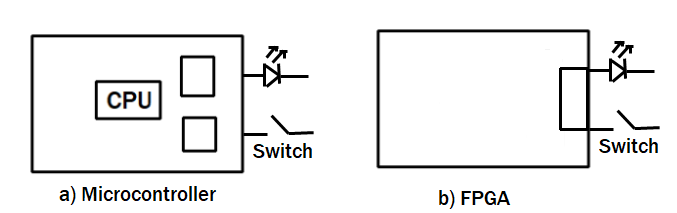 CPU
Switch
a) Microcontroller
Switch
b) FPGA